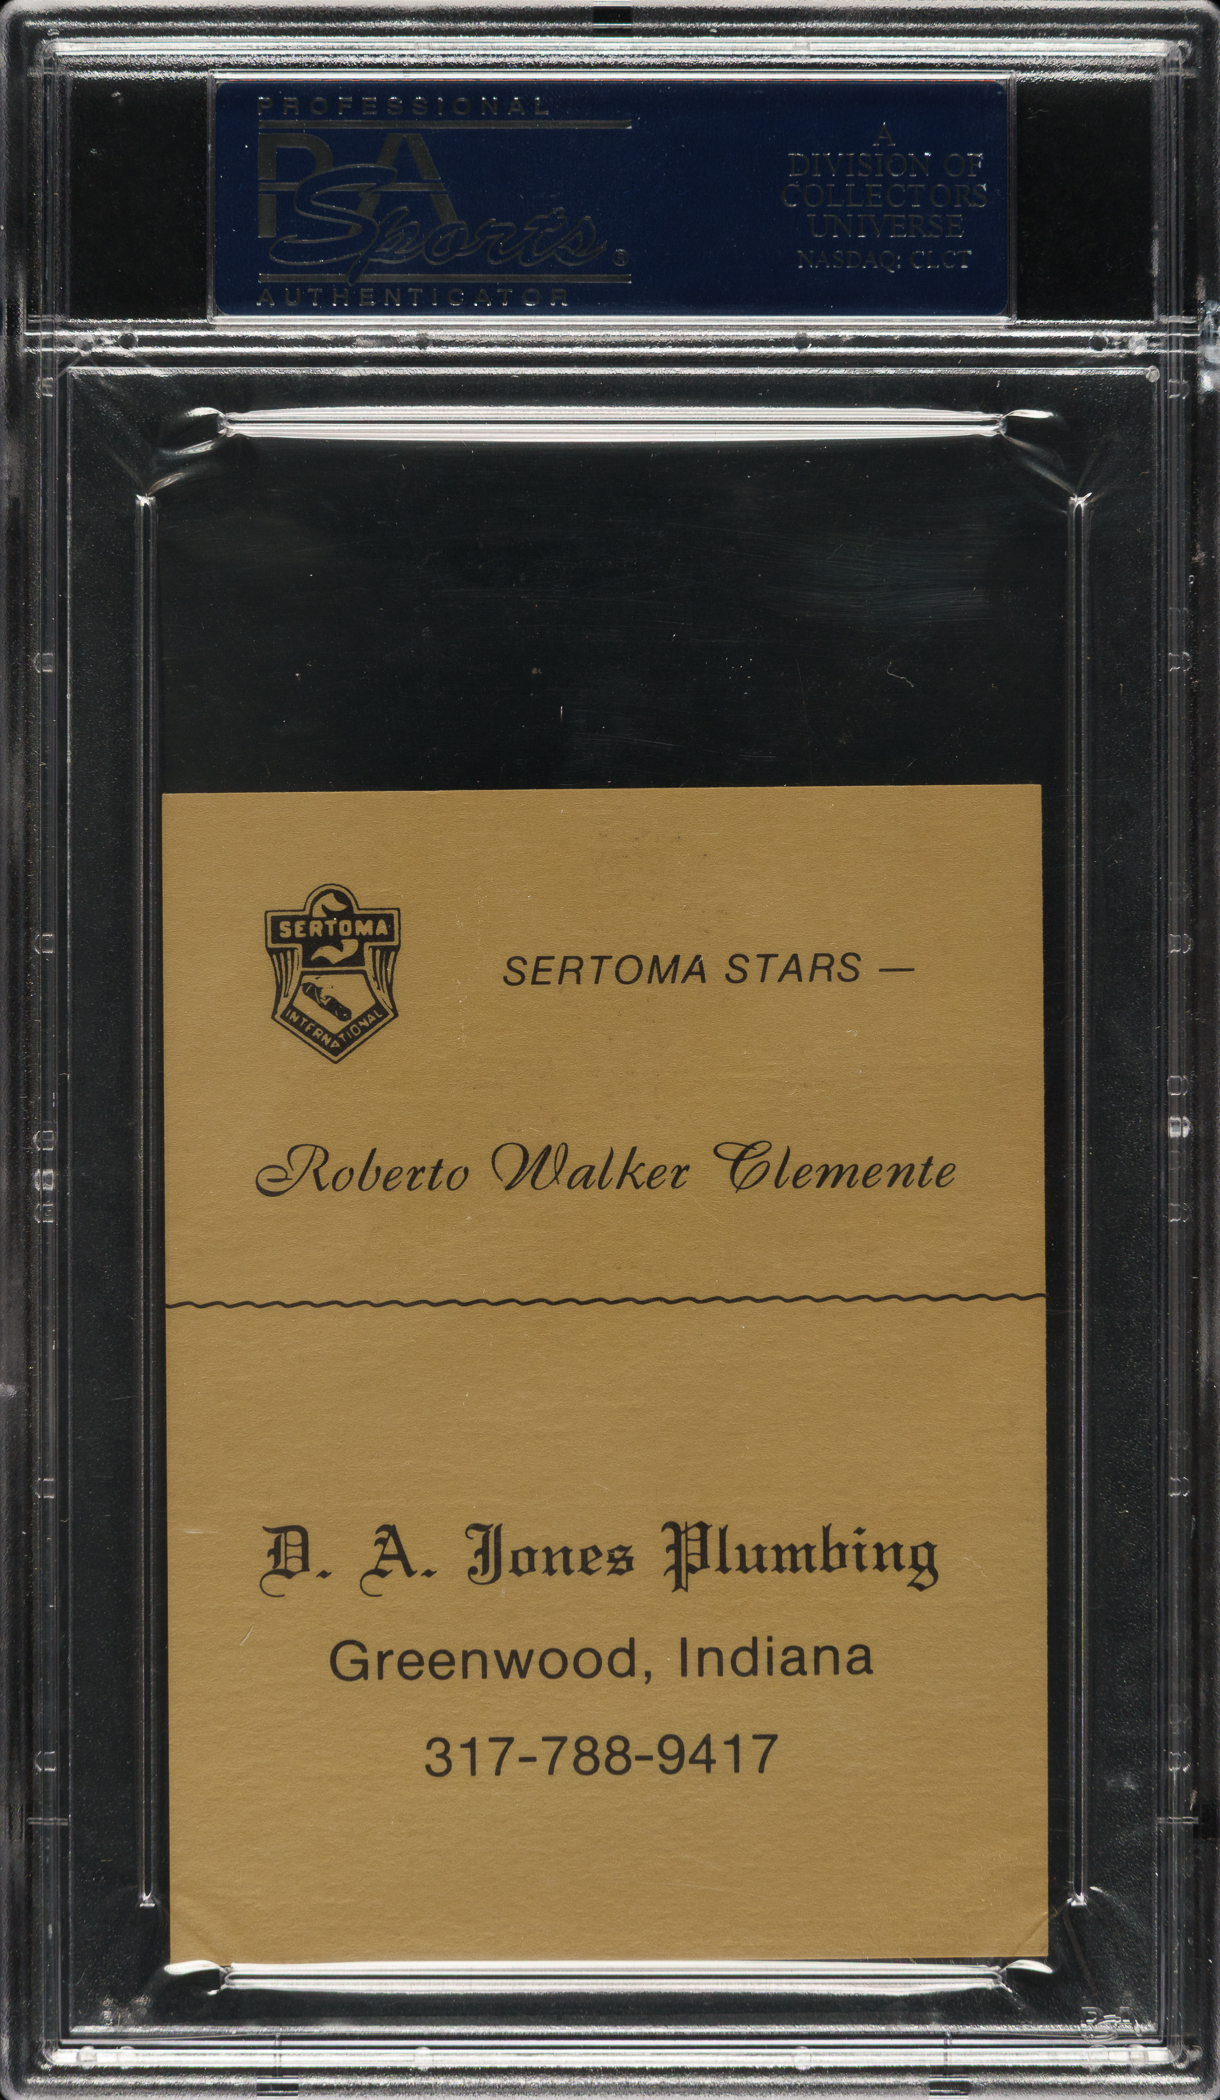 PROFESSIONAL
PSA
Sports®
AUTHENTICATOR
A
DIVISION OF
COLLECTORS
UNIVERSE
NASDAQ: CLCT
SERTOMA
INTERNATIONAL
SERTOMA STARS —
Roberto Walker Clemente
D. A. Jones Plumbing
Greenwood, Indiana
317-788-9417
PSA